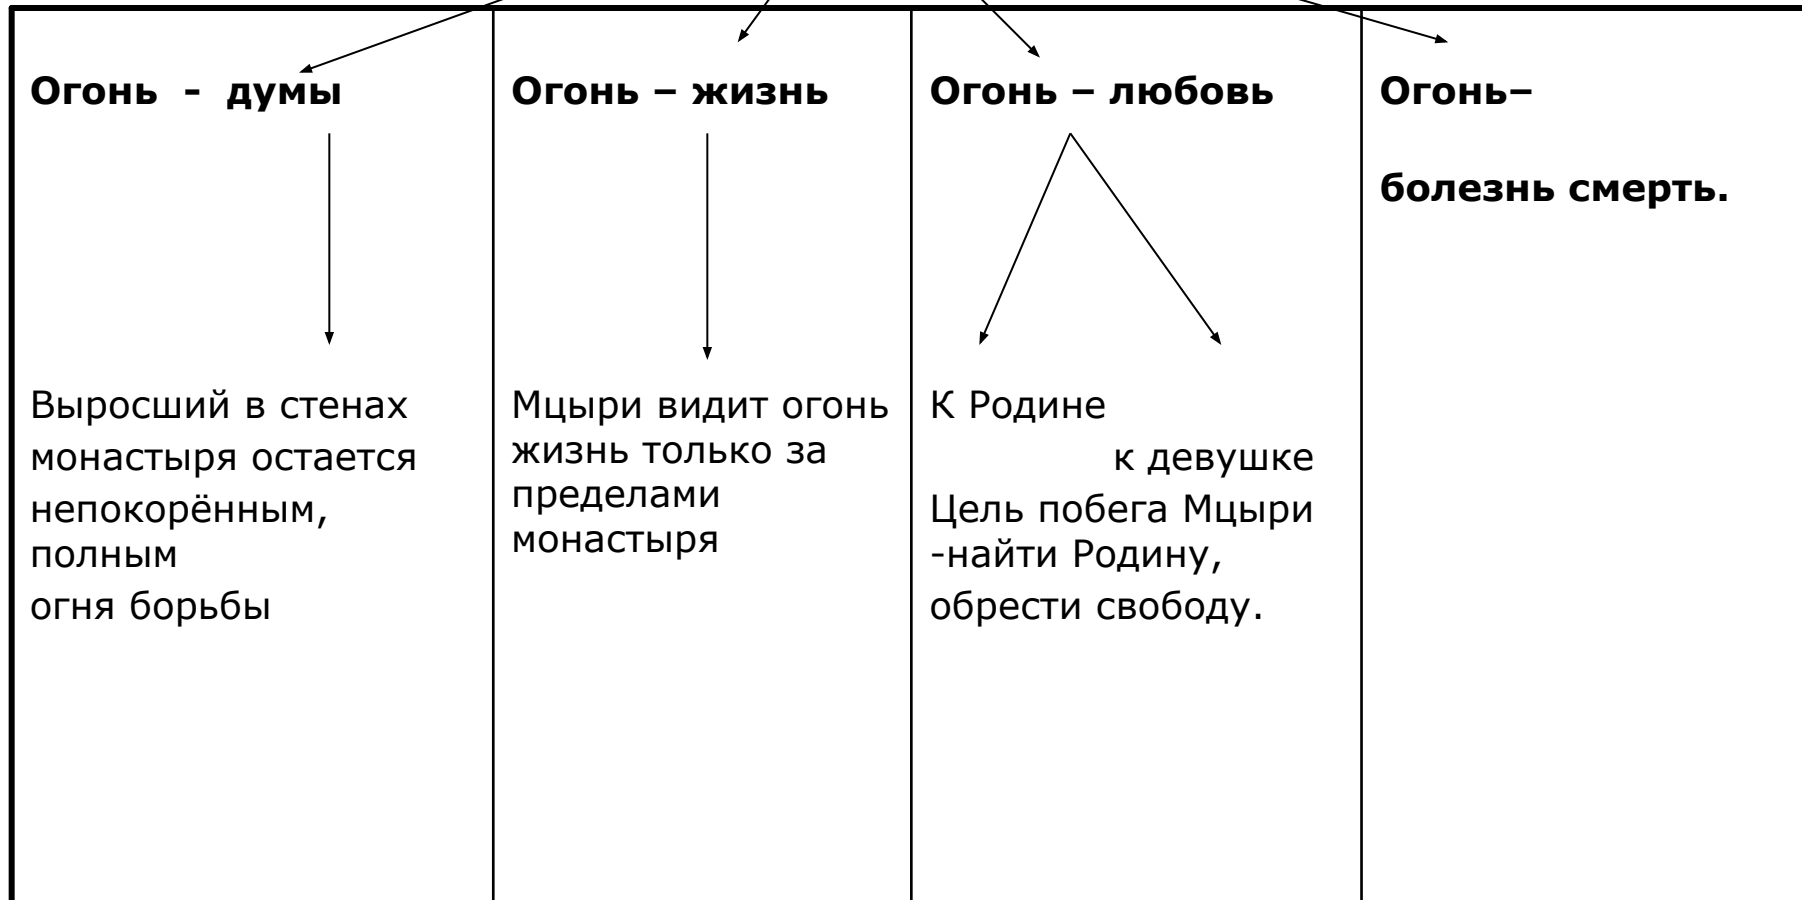 Огонь - думы
Выросший в стенах
монастыря остается
непокорённым,
полным
огня борьбы
Огонь – жизнь
Мцыри видит огонь
жизнь только за
пределами
монастыря
Огонь – любовь
К Родине
к девушке
Цель побега Мцыри
-найти Родину,
обрести свободу.
Огонь–
болезнь смерть.